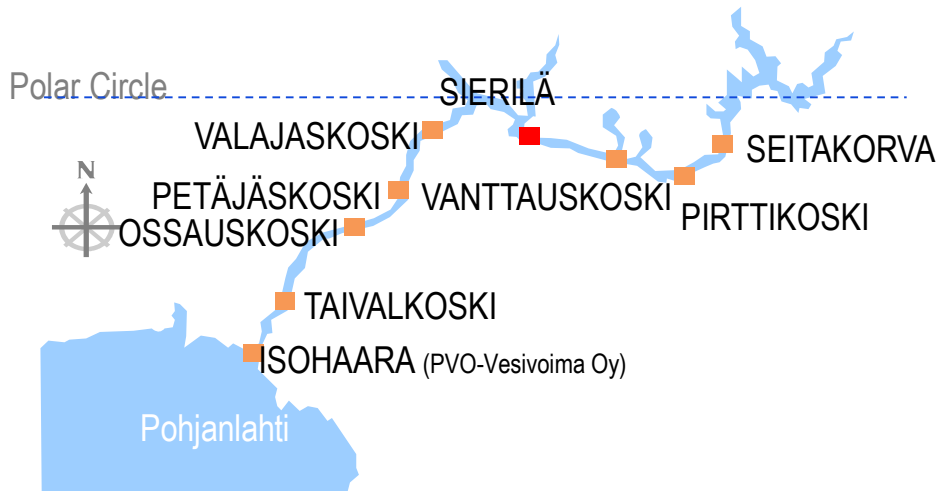 Polar Circle
SIERILÄ
VALAJASKOSKI
SEITAKORVA
N
PETÄJÄSKOSKI
VANTTAUSKOSKI
PIRTTIKOSKI
OSSAUSKOSKI
TAIVALKOSKI
ISOHAARA (PVO-Vesivoima Oy)
Pohjanlahti